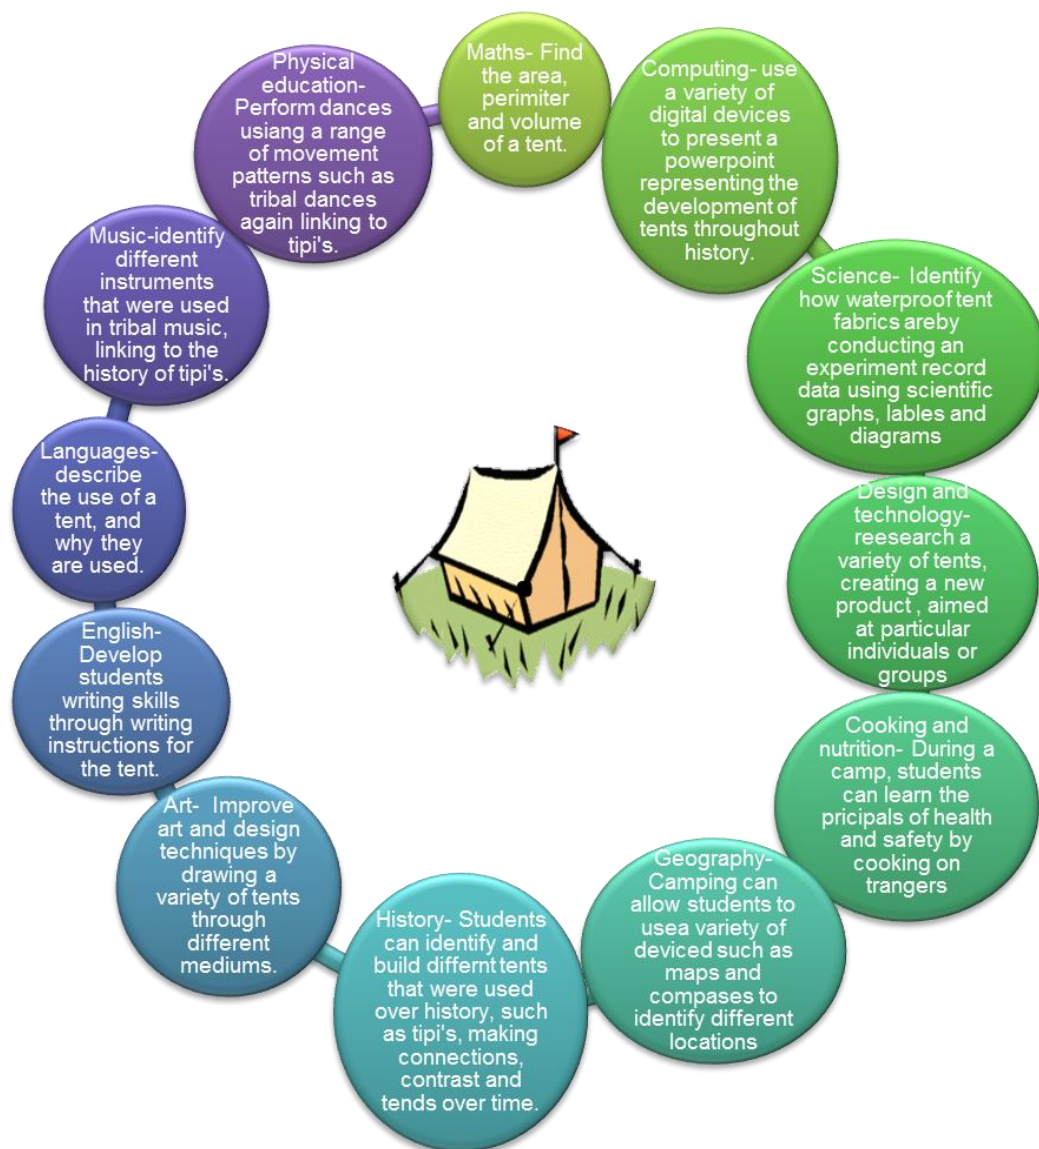 Maths- Find
the area,
perimiter
and volume
of a tent.
Computing- use
a variety of
digital devices
to present a
powerpoint
representing the
development of
tents throughout
history.
Science- Identify
how waterproof tent
fabrics areby
conducting an
experiment record
data using scientific
graphs, lables and
diagrams
Design and
technology-
reesearch a
variety of tents,
creating a new
product , aimed
at particular
individuals or
groups
Cooking and
nutrition- During a
camp, students
can learn the
pricipals of health
and safety by
cooking on
trangers
Geography-
Camping can
allow students to
usea variety of
deviced such as
maps and
compases to
identify different
locations
History- Students
can identify and
build differnt tents
that were used
over history, such
as tipi's, making
connections,
contrast and
tends over time.
Art- Improve
art and design
techniques by
drawing a
variety of tents
through
different
mediums.
English-
Develop
students
writing skills
through writing
instructions for
the tent.
Languages-
describe
the use of a
tent, and
why they
are used.
Music-identify
different
instruments
that were used
in tribal music,
linking to the
history of tipi's.
Physical
education-
Perform dances
usiang a range
of movement
patterns such as
tribal dances
again linking to
tipi's.